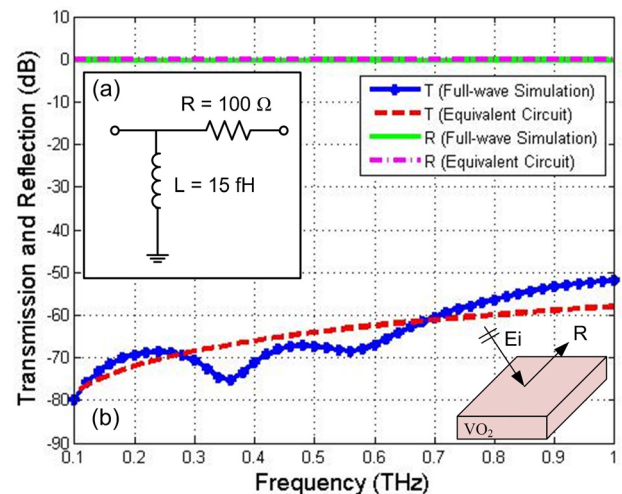 Transmission and Reflection (dB)
10
0
-10
-20
-30
-40
-50
-60
-70
-80
-90
(a)
R = 100 Ω
L = 15 fH
T (Full-wave Simulation)
T (Equivalent Circuit)
R (Full-wave Simulation)
R (Equivalent Circuit)
Ei
R
VO₂
(b)
0.1
0.2
0.3
0.4
0.5
0.6
0.7
0.8
0.9
1
Frequency (THz)